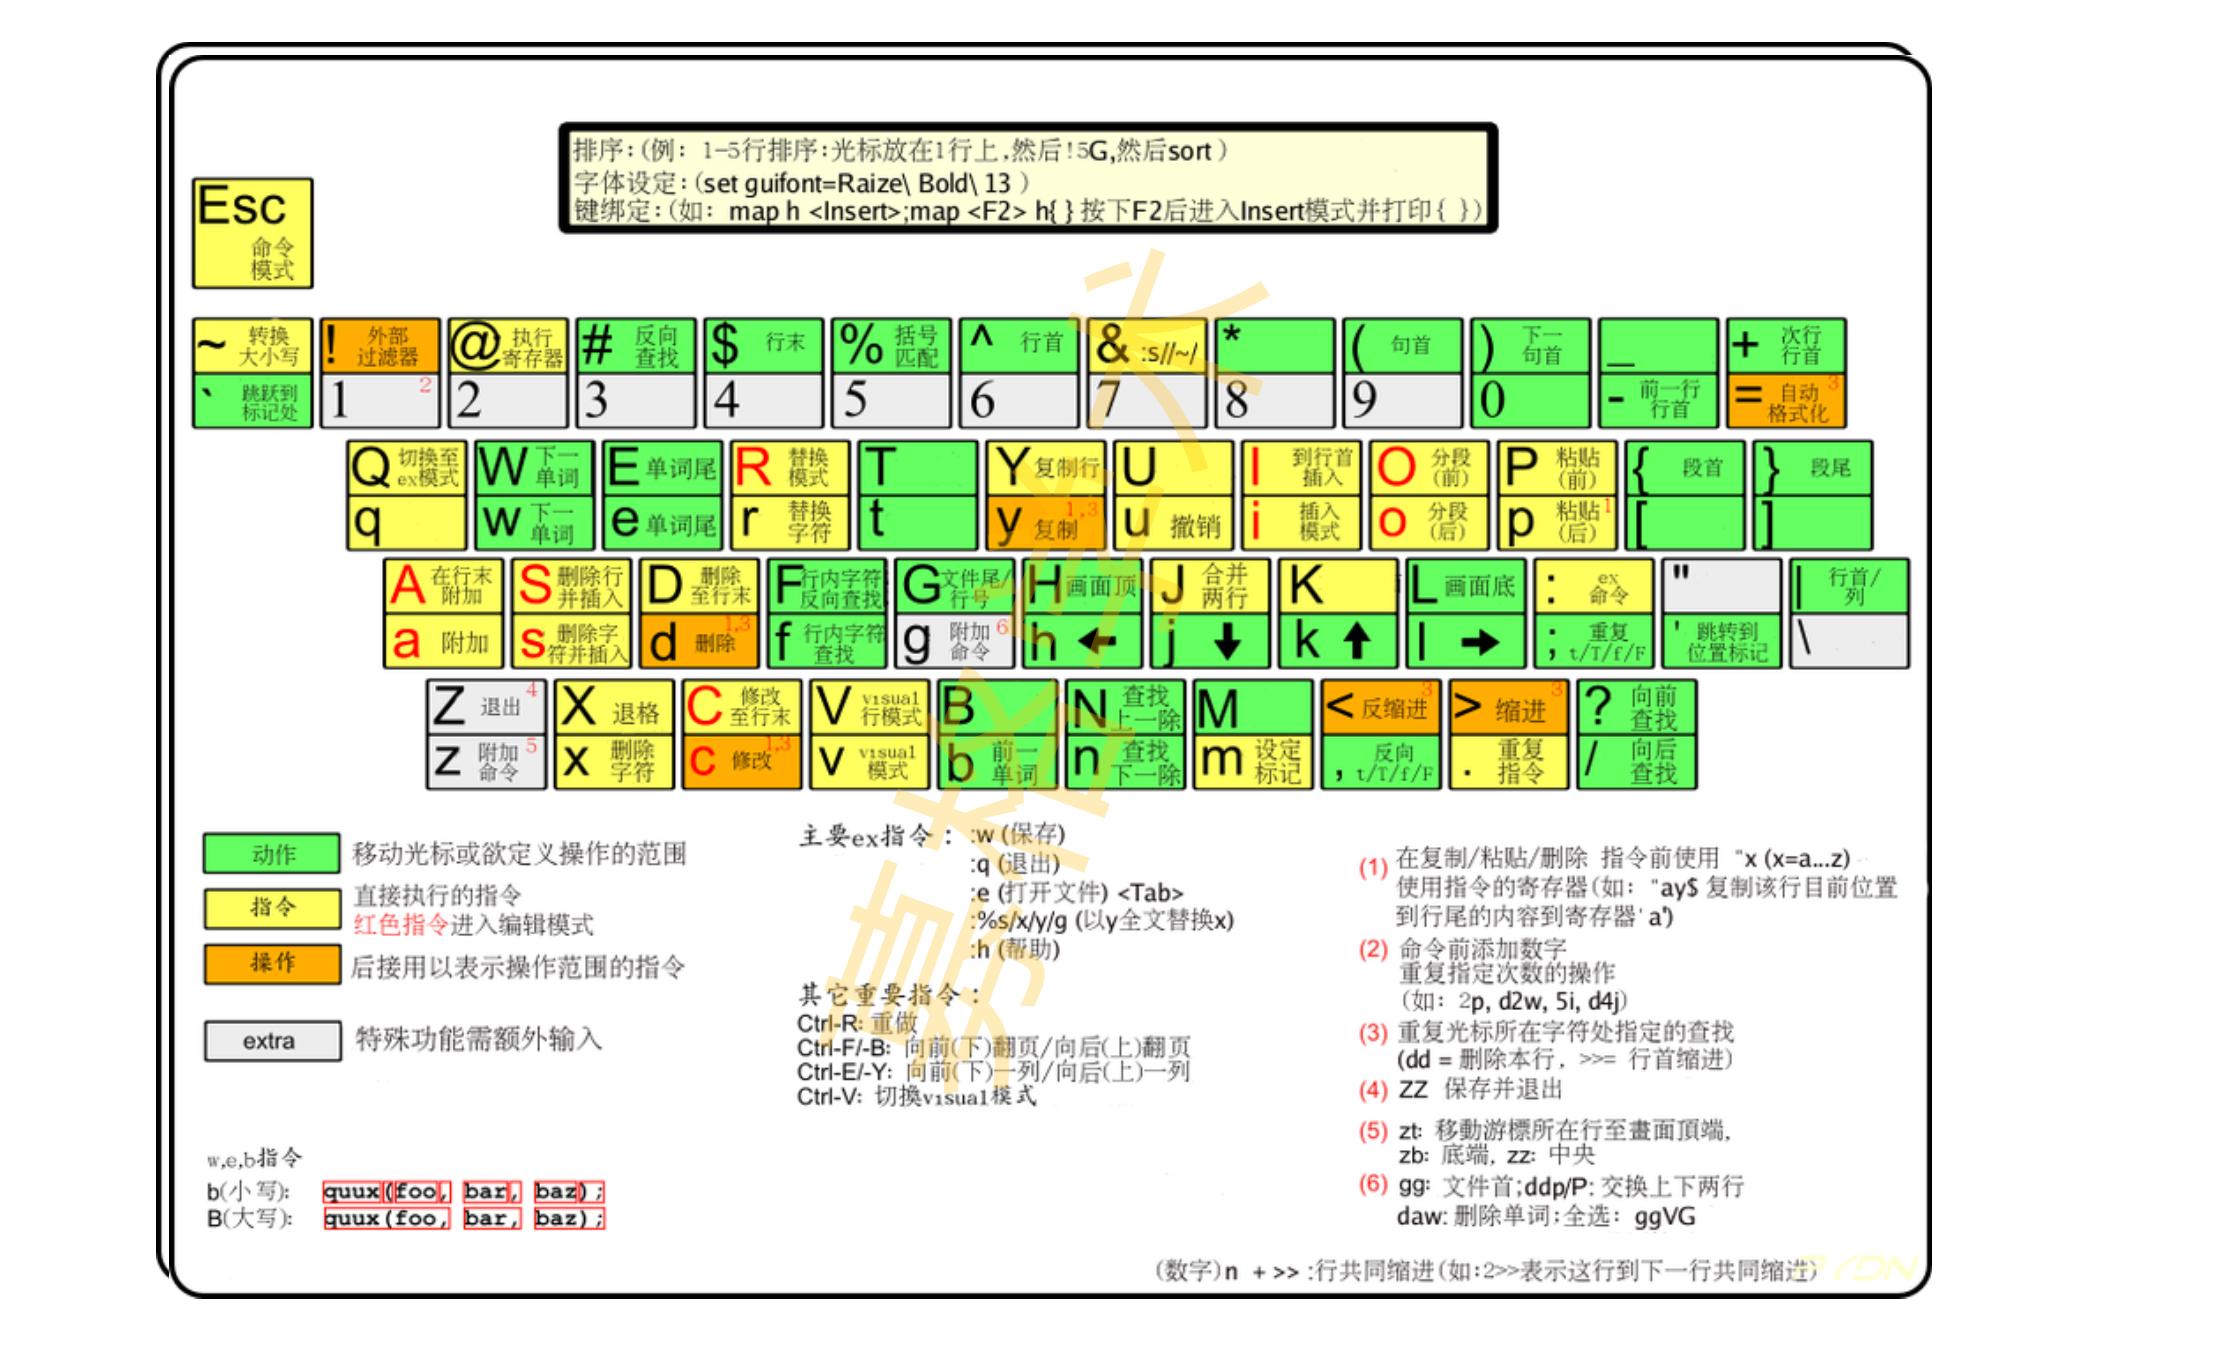 排序:(例: 1-5行排序:光标放在1行上,然后!5G,然后sort )
字体设定:(set guifont=Raize\ Bold\ 13 )
键绑定:(如: map h <Insert>;map <F2> h{ }按下F2后进入Insert模式并打印{ })
Esc
命令
模式
~ 转换大小写 ! 外部过滤器 @ 执行寄存器 # 反向查找 $ 行末 % 括号匹配 ^ 行首 & :s//~/ * ( 句首 ) 下一句首 _ + 次行行首
` 跳跃到标记处 1 2 2 3 4 5 6 7 8 9 0 - 前一行行首 = 自动格式化 3
Q 切换至ex模式 W 下一单词 E 单词尾 R 替换模式 T Y 复制行 U I 到行首插入 O 分段(前) P 粘贴(前) { 段首 } 段尾
q w 下一单词 e 单词尾 r 替换字符 t y 复制 1,3 u 撤销 i 插入模式 o 分段(后) p 粘贴(后) 1 [ ]
A 在行末附加 S 删除行并插入 D 删除至行末 F 行内字符反向查找 G 文件尾/行号 H 画面顶 J 合并两行 K L 画面底 : ex命令 " | 行首/列
a 附加 s 删除字符并插入 d 删除 1,3 f 行内字符查找 g 附加命令 6 h ← j ↓ k ↑ l → ; 重复t/T/f/F ' 跳转到位置标记 \
Z 退出 4 X 退格 C 修改至行末 V visual行模式 B N 查找上一除 M < 反缩进 3 > 缩进 3 ? 向前查找
z 附加命令 5 x 删除字符 c 修改 1,3 v visual模式 b 前一单词 n 查找下一除 m 设定标记 , 反向t/T/f/F . 重复指令 / 向后查找
动作 移动光标或欲定义操作的范围
指令 直接执行的指令
红色指令进入编辑模式
操作 后接用以表示操作范围的指令
extra 特殊功能需额外输入
w,e,b指令
b(小写): quux(foo, bar, baz);
B(大写): quux(foo, bar, baz);
主要ex指令: :w (保存)
:q (退出)
:e (打开文件) <Tab>
:%s/x/y/g (以y全文替换x)
:h (帮助)
其它重要指令:
Ctrl-R: 重做
Ctrl-F/-B: 向前(下)翻页/向后(上)翻页
Ctrl-E/-Y: 向前(下)一列/向后(上)一列
Ctrl-V: 切換visual模式
(1) 在复制/粘贴/删除 指令前使用 "x (x=a...z)
使用指令的寄存器(如: "ay$ 复制该行目前位置
到行尾的内容到寄存器'a')
(2) 命令前添加数字
重复指定次数的操作
(如: 2p, d2w, 5i, d4j)
(3) 重复光标所在字符处指定的查找
(dd = 删除本行, >>= 行首缩进)
(4) ZZ 保存并退出
(5) zt: 移動游標所在行至畫面頂端,
zb: 底端, zz: 中央
(6) gg: 文件首;ddp/P: 交换上下两行
daw: 删除单词;全选: ggVG
(数字)n + >> :行共同缩进(如:2>>表示这行到下一行共同缩进)